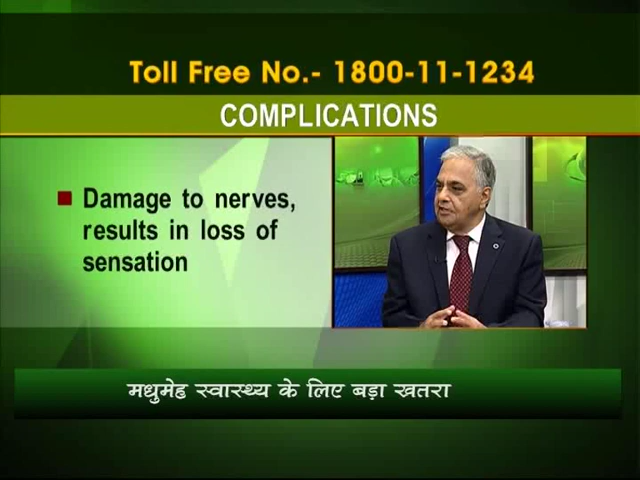 Toll Free No.- 1800-11-1234
COMPLICATIONS
Damage to nerves,
results in loss of
sensation
मधुमेह स्वास्थ्य के लिए बड़ा खतरा